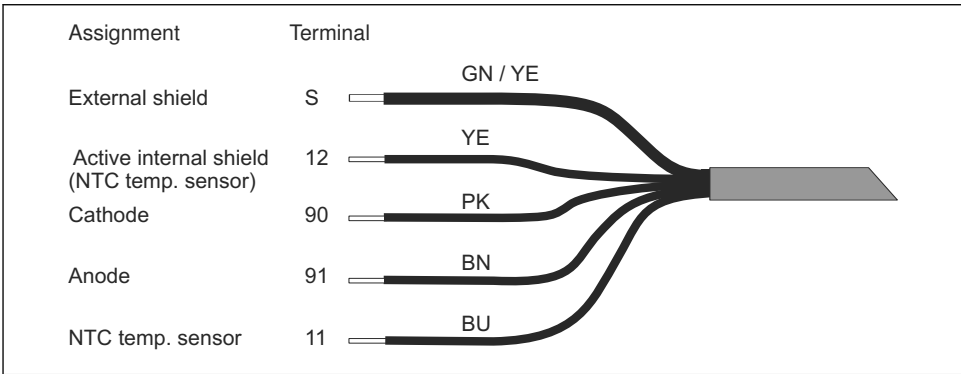 Assignment Terminal
External shield S GN / YE
Active internal shield 12 YE
(NTC temp. sensor)
Cathode 90 PK
Anode 91 BN
NTC temp. sensor 11 BU